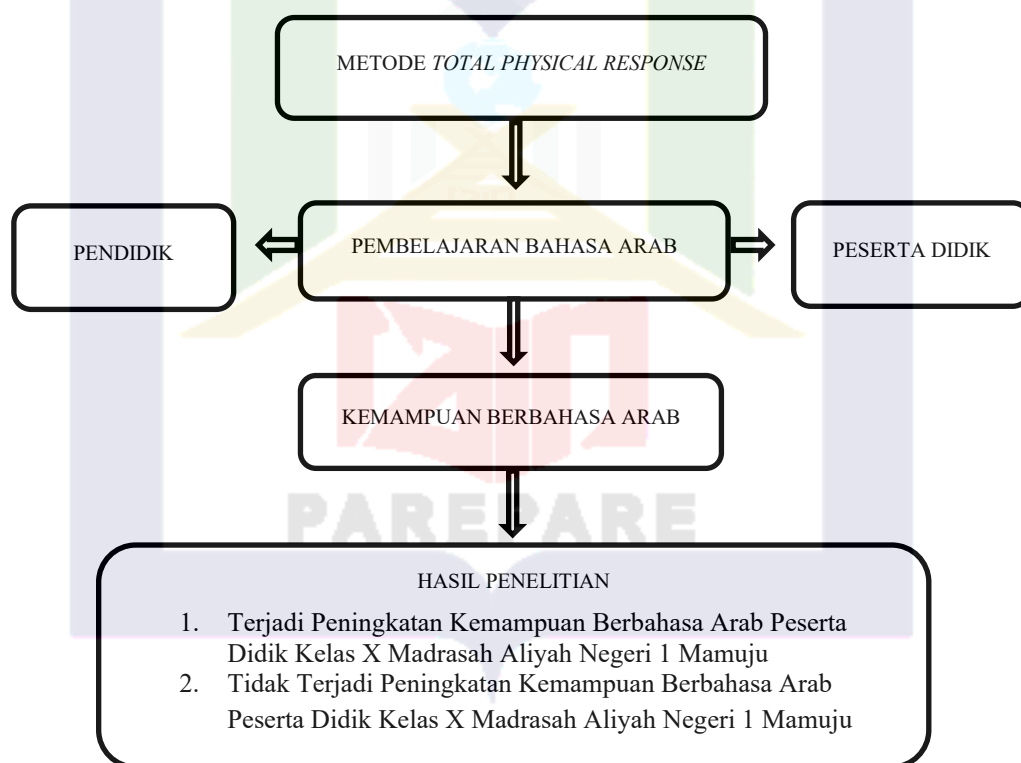 METODE TOTAL PHYSICAL RESPONSE
PENDIDIK
PEMBELAJARAN BAHASA ARAB
PESERTA DIDIK
KEMAMPUAN BERBAHASA ARAB
PAREPARE
HASIL PENELITIAN
1. Terjadi Peningkatan Kemampuan Berbahasa Arab Peserta
Didik Kelas X Madrasah Aliyah Negeri 1 Mamuju
2. Tidak Terjadi Peningkatan Kemampuan Berbahasa Arab
Peserta Didik Kelas X Madrasah Aliyah Negeri 1 Mamuju